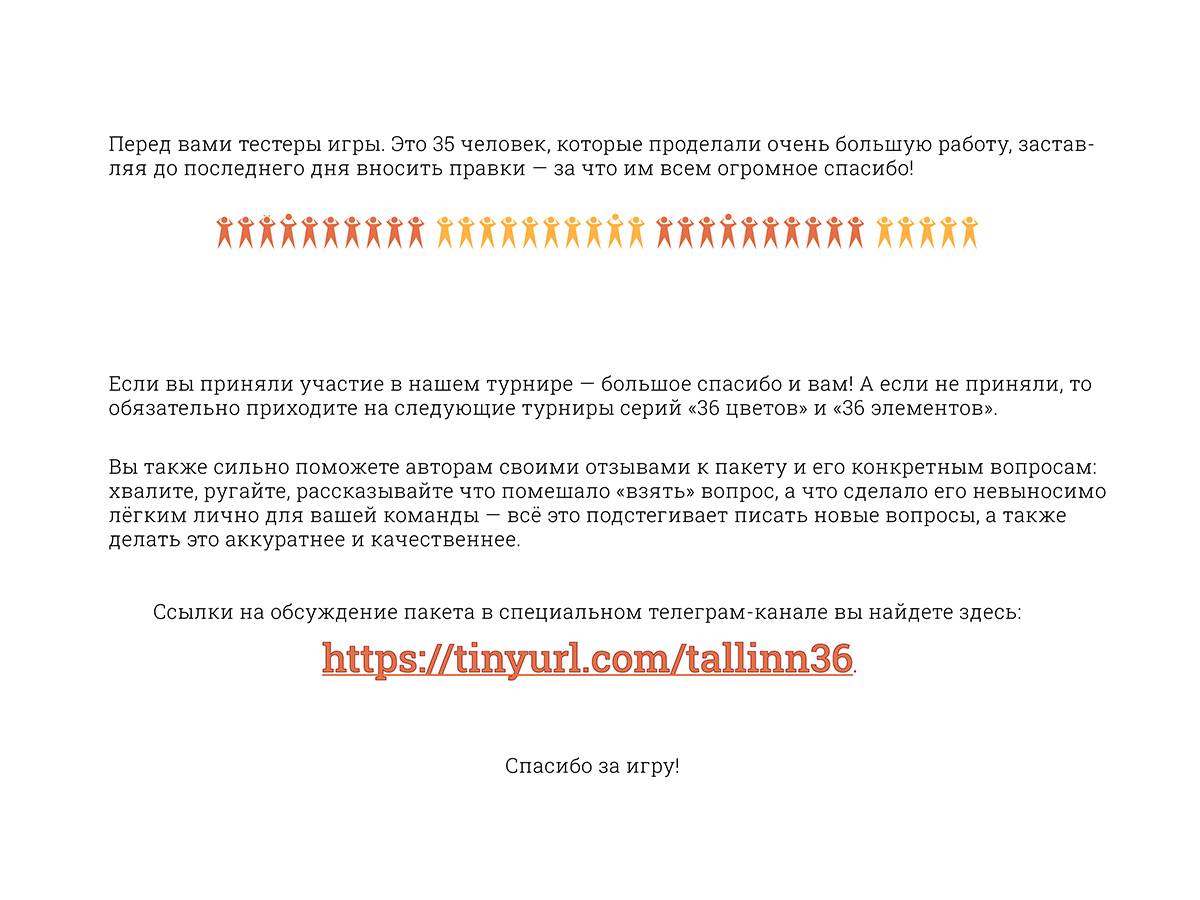 Перед вами тестеры игры. Это 35 человек, которые проделали очень большую работу, застав-
ляя до последнего дня вносить правки — за что им всем огромное спасибо!
Если вы приняли участие в нашем турнире — большое спасибо и вам! А если не приняли, то
обязательно приходите на следующие турниры серий «36 цветов» и «36 элементов».
Вы также сильно поможете авторам своими отзывами к пакету и его конкретным вопросам:
хвалите, ругайте, рассказывайте что помешало «взять» вопрос, а что сделало его невыносимо
лёгким лично для вашей команды — всё это подстегивает писать новые вопросы, а также
делать это аккуратнее и качественнее.
Ссылки на обсуждение пакета в специальном телеграм-канале вы найдете здесь:
https://tinyurl.com/tallinn36.
Спасибо за игру!